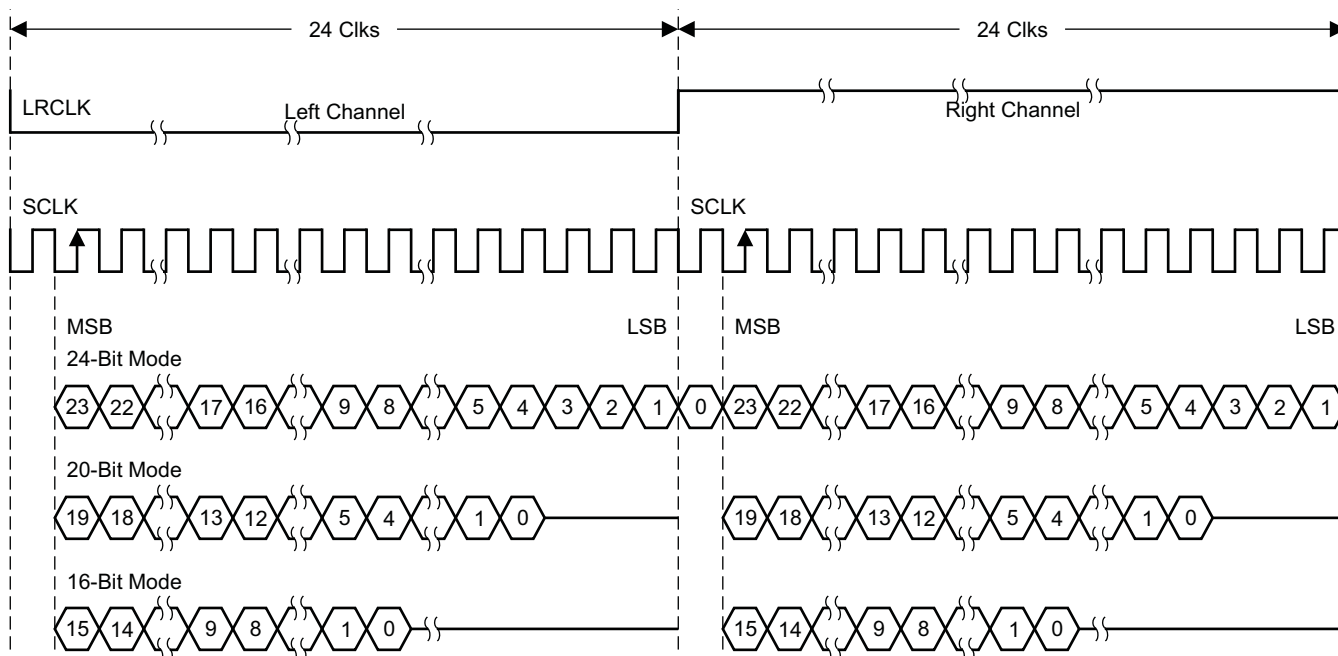 24 Clks 24 Clks
LRCLK Left Channel Right Channel
SCLK SCLK
MSB LSB MSB LSB
24-Bit Mode
23 22 17 16 9 8 5 4 3 2 1 0 23 22 17 16 9 8 5 4 3 2 1
20-Bit Mode
19 18 13 12 5 4 1 0 19 18 13 12 5 4 1 0
16-Bit Mode
15 14 9 8 1 0 15 14 9 8 1 0